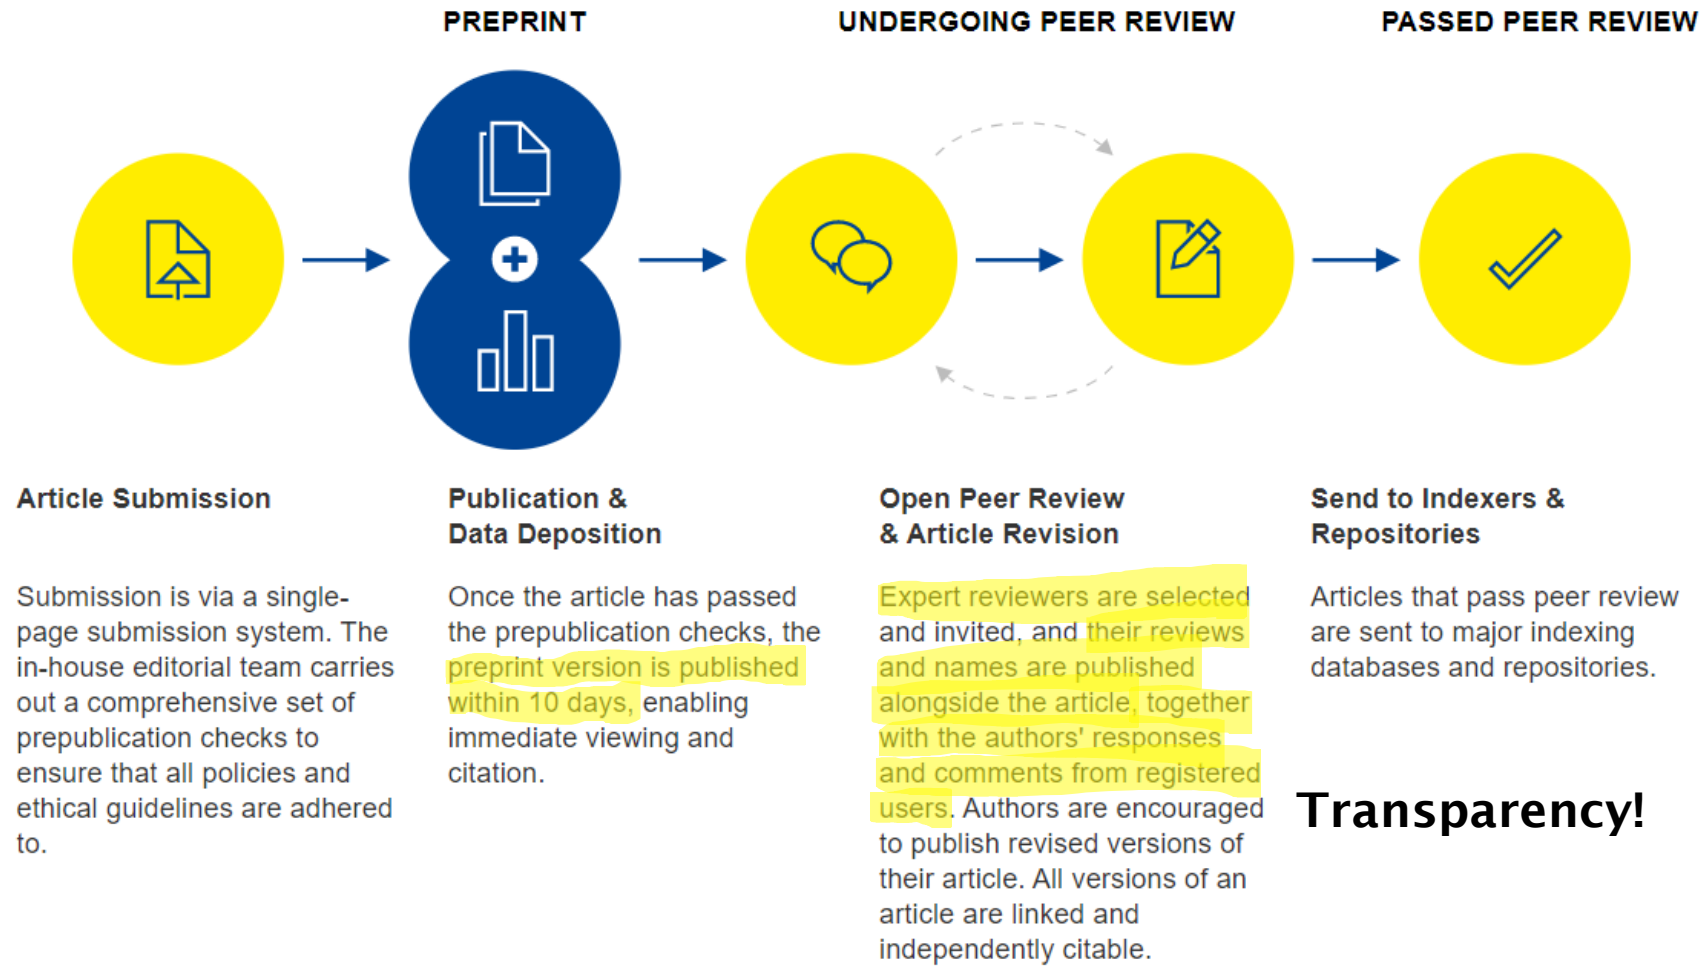 PREPRINT
UNDERGOING PEER REVIEW
PASSED PEER REVIEW
Article Submission
Submission is via a single-
page submission system. The
in-house editorial team carries
out a comprehensive set of
prepublication checks to
ensure that all policies and
ethical guidelines are adhered
to.
Publication &
Data Deposition
Once the article has passed
the prepublication checks, the
preprint version is published
within 10 days, enabling
immediate viewing and
citation.
Open Peer Review
& Article Revision
Expert reviewers are selected
and invited, and their reviews
and names are published
alongside the article, together
with the authors' responses
and comments from registered
users. Authors are encouraged
to publish revised versions of
their article. All versions of an
article are linked and
independently citable.
Send to Indexers &
Repositories
Articles that pass peer review
are sent to major indexing
databases and repositories.
Transparency!